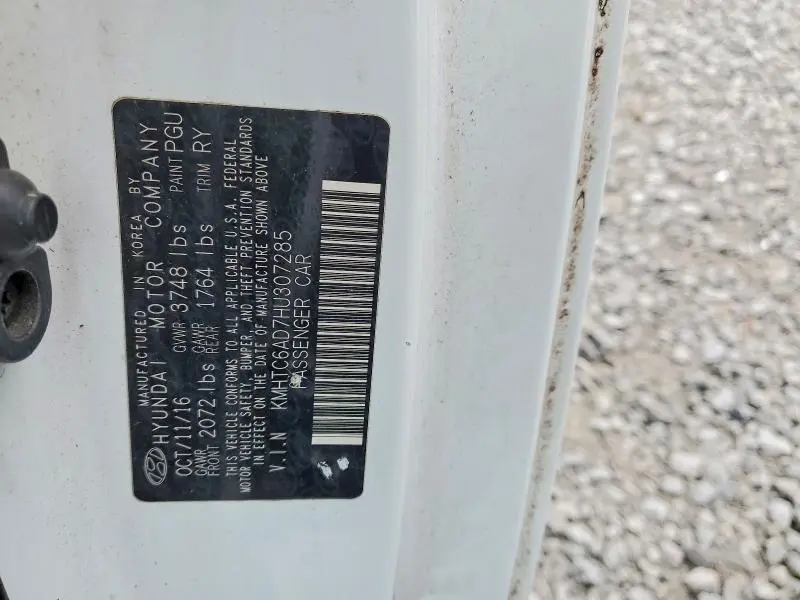 MANUFACTURED IN KOREA BY
HYUNDAI MOTOR COMPANY
OCT/11/16 GVWR 3748 lbs PAINT PGU
GAWR FRONT 2072 lbs GAWR REAR 1764 lbs TRIM RY
THIS VEHICLE CONFORMS TO ALL APPLICABLE U.S.A. FEDERAL
MOTOR VEHICLE SAFETY, BUMPER, AND THEFT PREVENTION STANDARDS
IN EFFECT ON THE DATE OF MANUFACTURE SHOWN ABOVE
V.I.N KMHTC6AD7HU307285
PASSENGER CAR